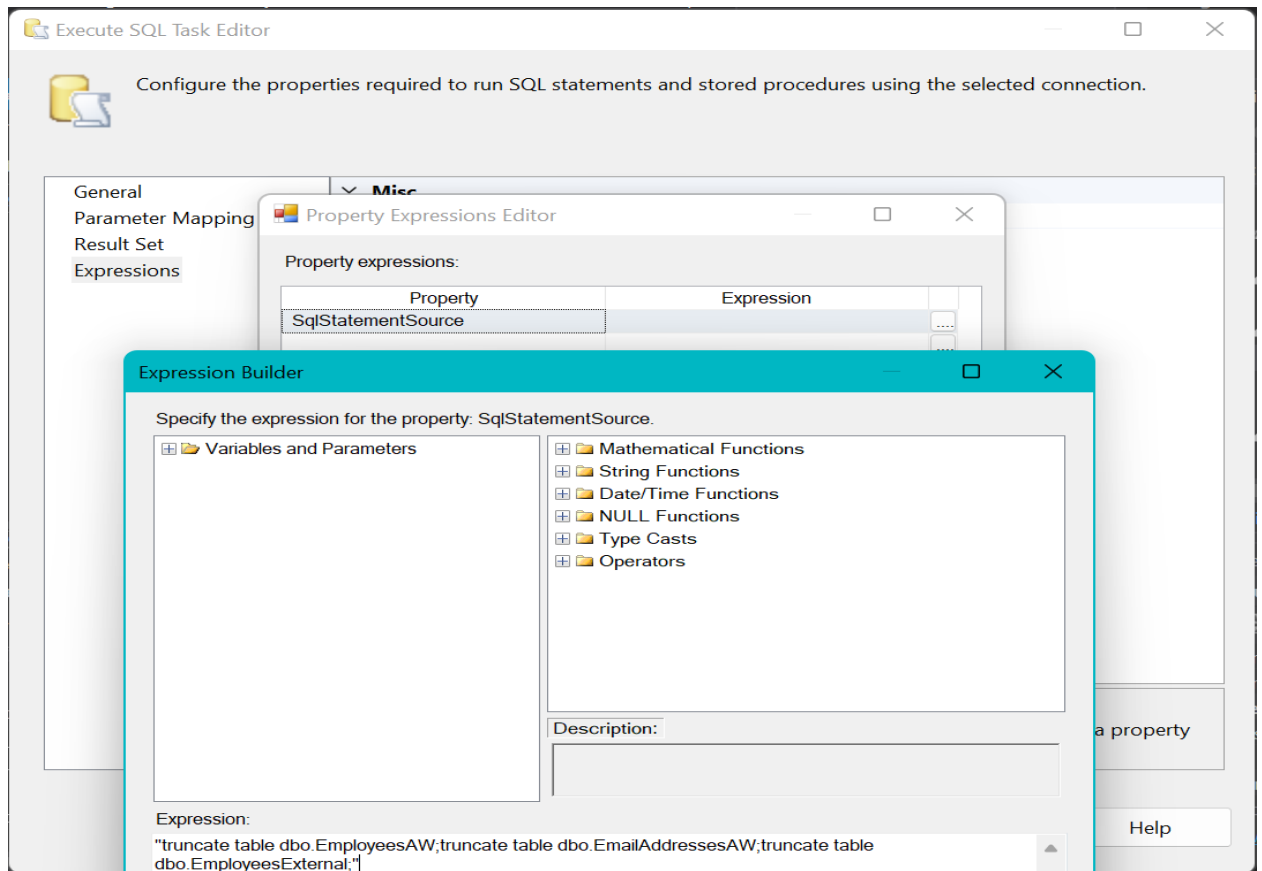 Execute SQL Task Editor
Configure the properties required to run SQL statements and stored procedures using the selected connection.
General
Parameter Mapping
Result Set
Expressions
Misc
Property Expressions Editor
Property expressions:
Property
Expression
SqlStatementSource
....
....
Expression Builder
Specify the expression for the property: SqlStatementSource.
Variables and Parameters
Mathematical Functions
String Functions
Date/Time Functions
NULL Functions
Type Casts
Operators
Description:
a property
Expression:
Help
"truncate table dbo.EmployeesAW;truncate table dbo.EmailAddressesAW;truncate table
dbo.EmployeesExternal;"